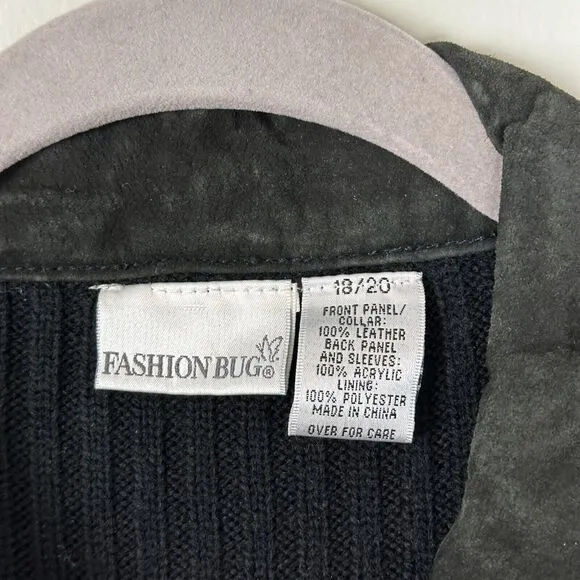 FASHION BUG®
18/20
FRONT PANEL/
COLLAR:
100% LEATHER
BACK PANEL
AND SLEEVES:
100% ACRYLIC
LINING:
100% POLYESTER
MADE IN CHINA
OVER FOR CARE